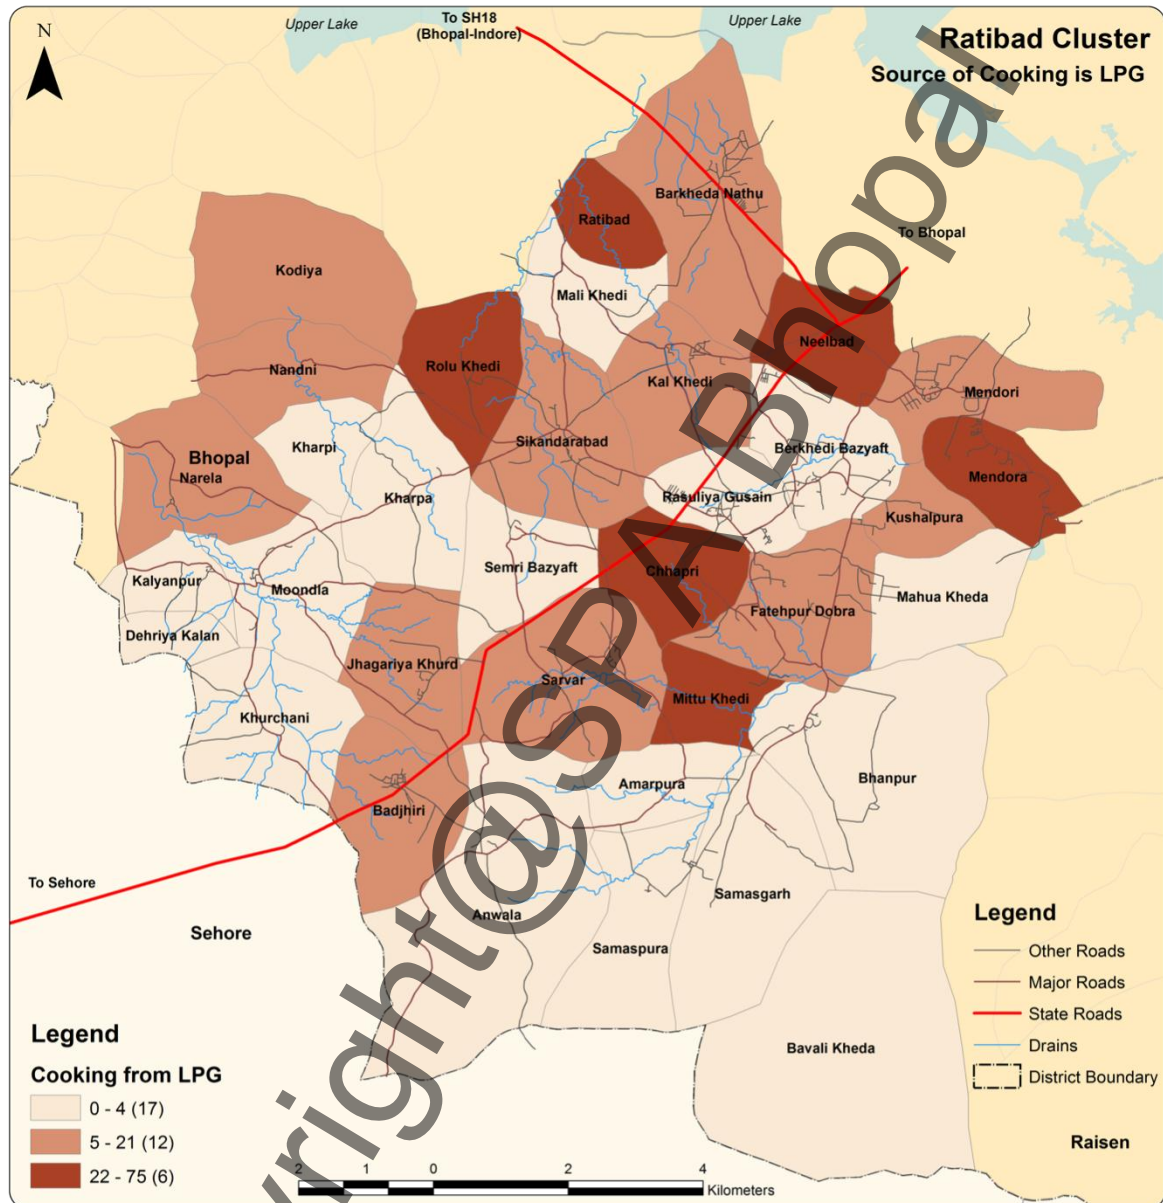 Upper Lake
To SH18
(Bhopal-Indore)
Upper Lake
N
Ratibad Cluster
Source of Cooking is LPG
Barkheda Nathu
Ratibad
To Bhopal
Kodiya
Mali Khedi
Neelbad
Rolu Khedi
Nandni
Kal Khedi
Mendori
Sikandarabad
Kharpi
Berkhedi Bazyaft
Bhopal
Narela
Mendora
Kharpa
Rasuliya Gusain
Kushalpura
Semri Bazyaft
Chhapri
Kalyanpur
Moondla
Mahua Kheda
Fatehpur Dobra
Dehriya Kalan
Jhagariya Khurd
Sarvar
Mittu Khedi
Khurchani
Bhanpur
Amarpura
Badjhiri
To Sehore
Samasgarh
Anwala
Sehore
Samaspura
Bavali Kheda
Raisen
Legend
Other Roads
Major Roads
State Roads
Drains
District Boundary
Legend
Cooking from LPG
0 - 4 (17)
5 - 21 (12)
22 - 75 (6)
2 1 0 2 4
Kilometers
yright@SPA Bhopal